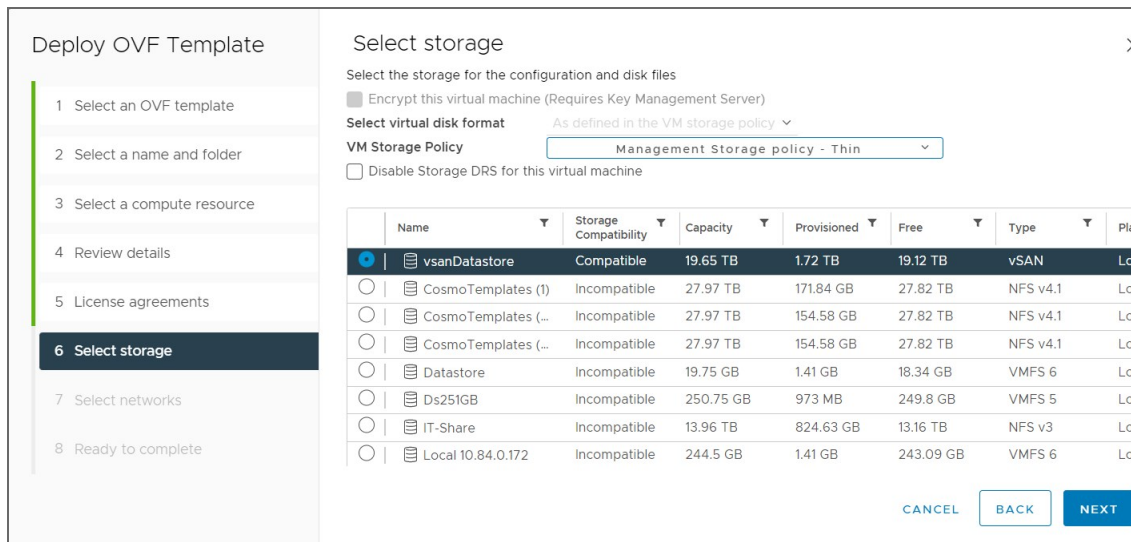 Deploy OVF Template
1 Select an OVF template
2 Select a name and folder
3 Select a compute resource
4 Review details
5 License agreements
6 Select storage
7 Select networks
8 Ready to complete
Select storage
Select the storage for the configuration and disk files
Encrypt this virtual machine (Requires Key Management Server)
Select virtual disk format As defined in the VM storage policy
VM Storage Policy Management Storage policy - Thin
Disable Storage DRS for this virtual machine
Name Storage Compatibility Capacity Provisioned Free Type Pla
vsanDatastore Compatible 19.65 TB 1.72 TB 19.12 TB vSAN Lo
CosmoTemplates (1) Incompatible 27.97 TB 171.84 GB 27.82 TB NFS v4.1 Lo
CosmoTemplates (... Incompatible 27.97 TB 154.58 GB 27.82 TB NFS v4.1 Lo
CosmoTemplates (... Incompatible 27.97 TB 154.58 GB 27.82 TB NFS v4.1 Lo
Datastore Incompatible 19.75 GB 1.41 GB 18.34 GB VMFS 6 Lo
Ds251GB Incompatible 250.75 GB 973 MB 249.8 GB VMFS 5 Lo
IT-Share Incompatible 13.96 TB 824.63 GB 13.16 TB NFS v3 Lo
Local 10.84.0.172 Incompatible 244.5 GB 1.41 GB 243.09 GB VMFS 6 Lo
CANCEL BACK NEXT